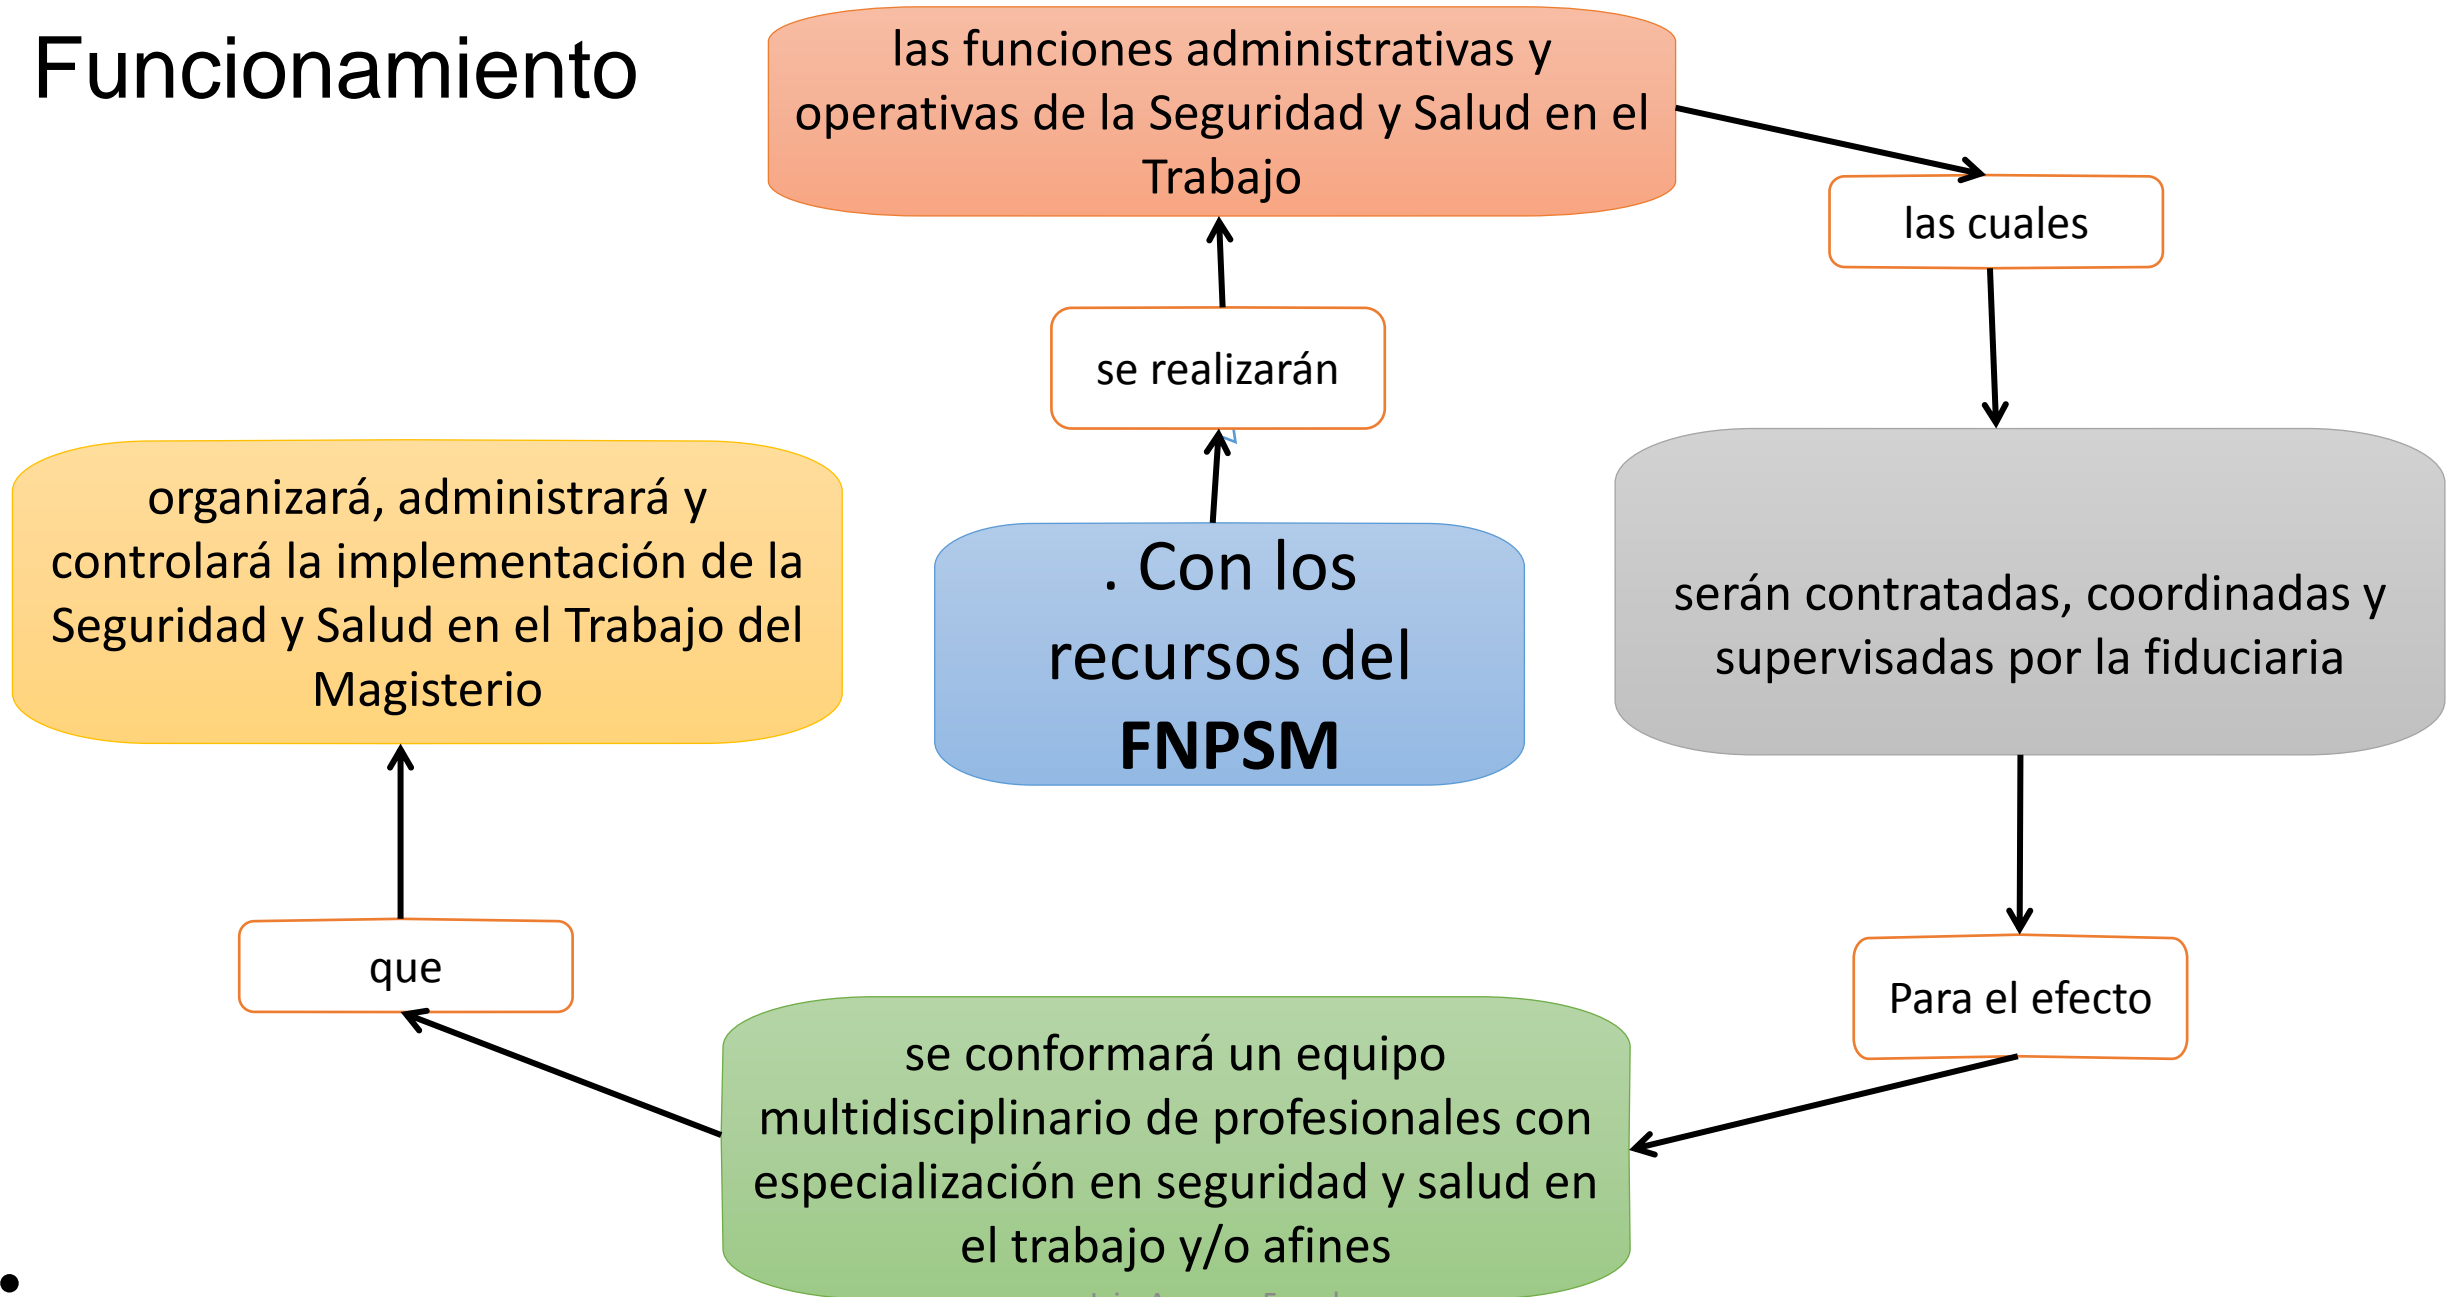 Funcionamiento
. Con los
recursos del
FNPSM
se realizarán
las funciones administrativas y
operativas de la Seguridad y Salud en el
Trabajo
las cuales
serán contratadas, coordinadas y
supervisadas por la fiduciaria
Para el efecto
se conformará un equipo
multidisciplinario de profesionales con
especialización en seguridad y salud en
el trabajo y/o afines
que
organizará, administrará y
controlará la implementación de la
Seguridad y Salud en el Trabajo del
Magisterio
•